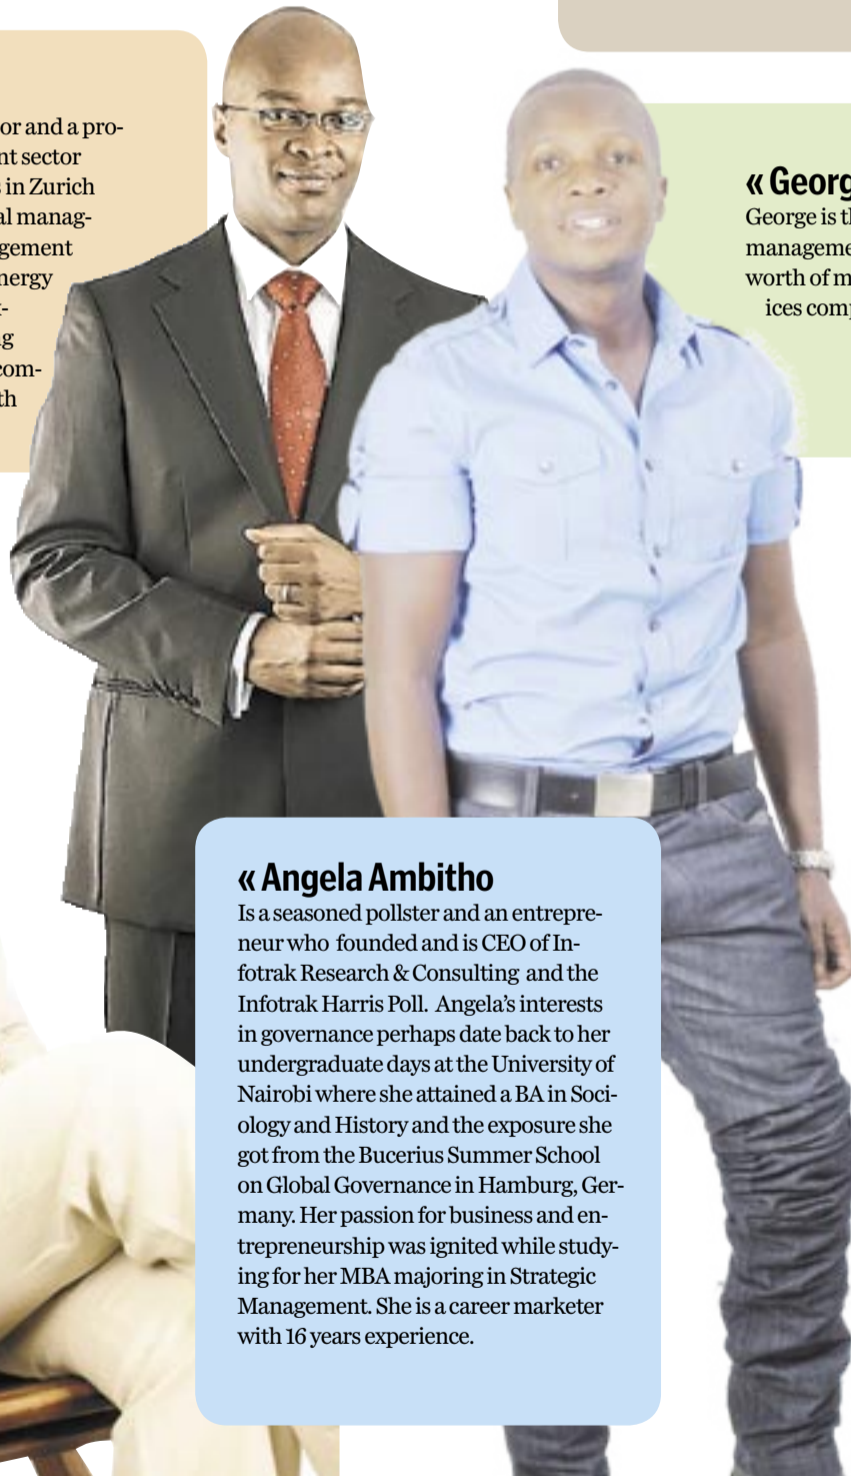 or and a pro-
nt sector
in Zurich
al manag-
gement
nergy
g
com-
th
« Georg
George is t
manageme
worth of m
ices comp
« Angela Ambitho
Is a seasoned pollster and an entrepre-
neur who founded and is CEO of In-
fotrak Research & Consulting and the
Infotrak Harris Poll. Angela's interests
in governance perhaps date back to her
undergraduate days at the University of
Nairobi where she attained a BA in Soci-
ology and History and the exposure she
got from the Bucerius Summer School
on Global Governance in Hamburg, Ger-
many. Her passion for business and en-
trepreneurship was ignited while study-
ing for her MBA majoring in Strategic
Management. She is a career marketer
with 16 years experience.